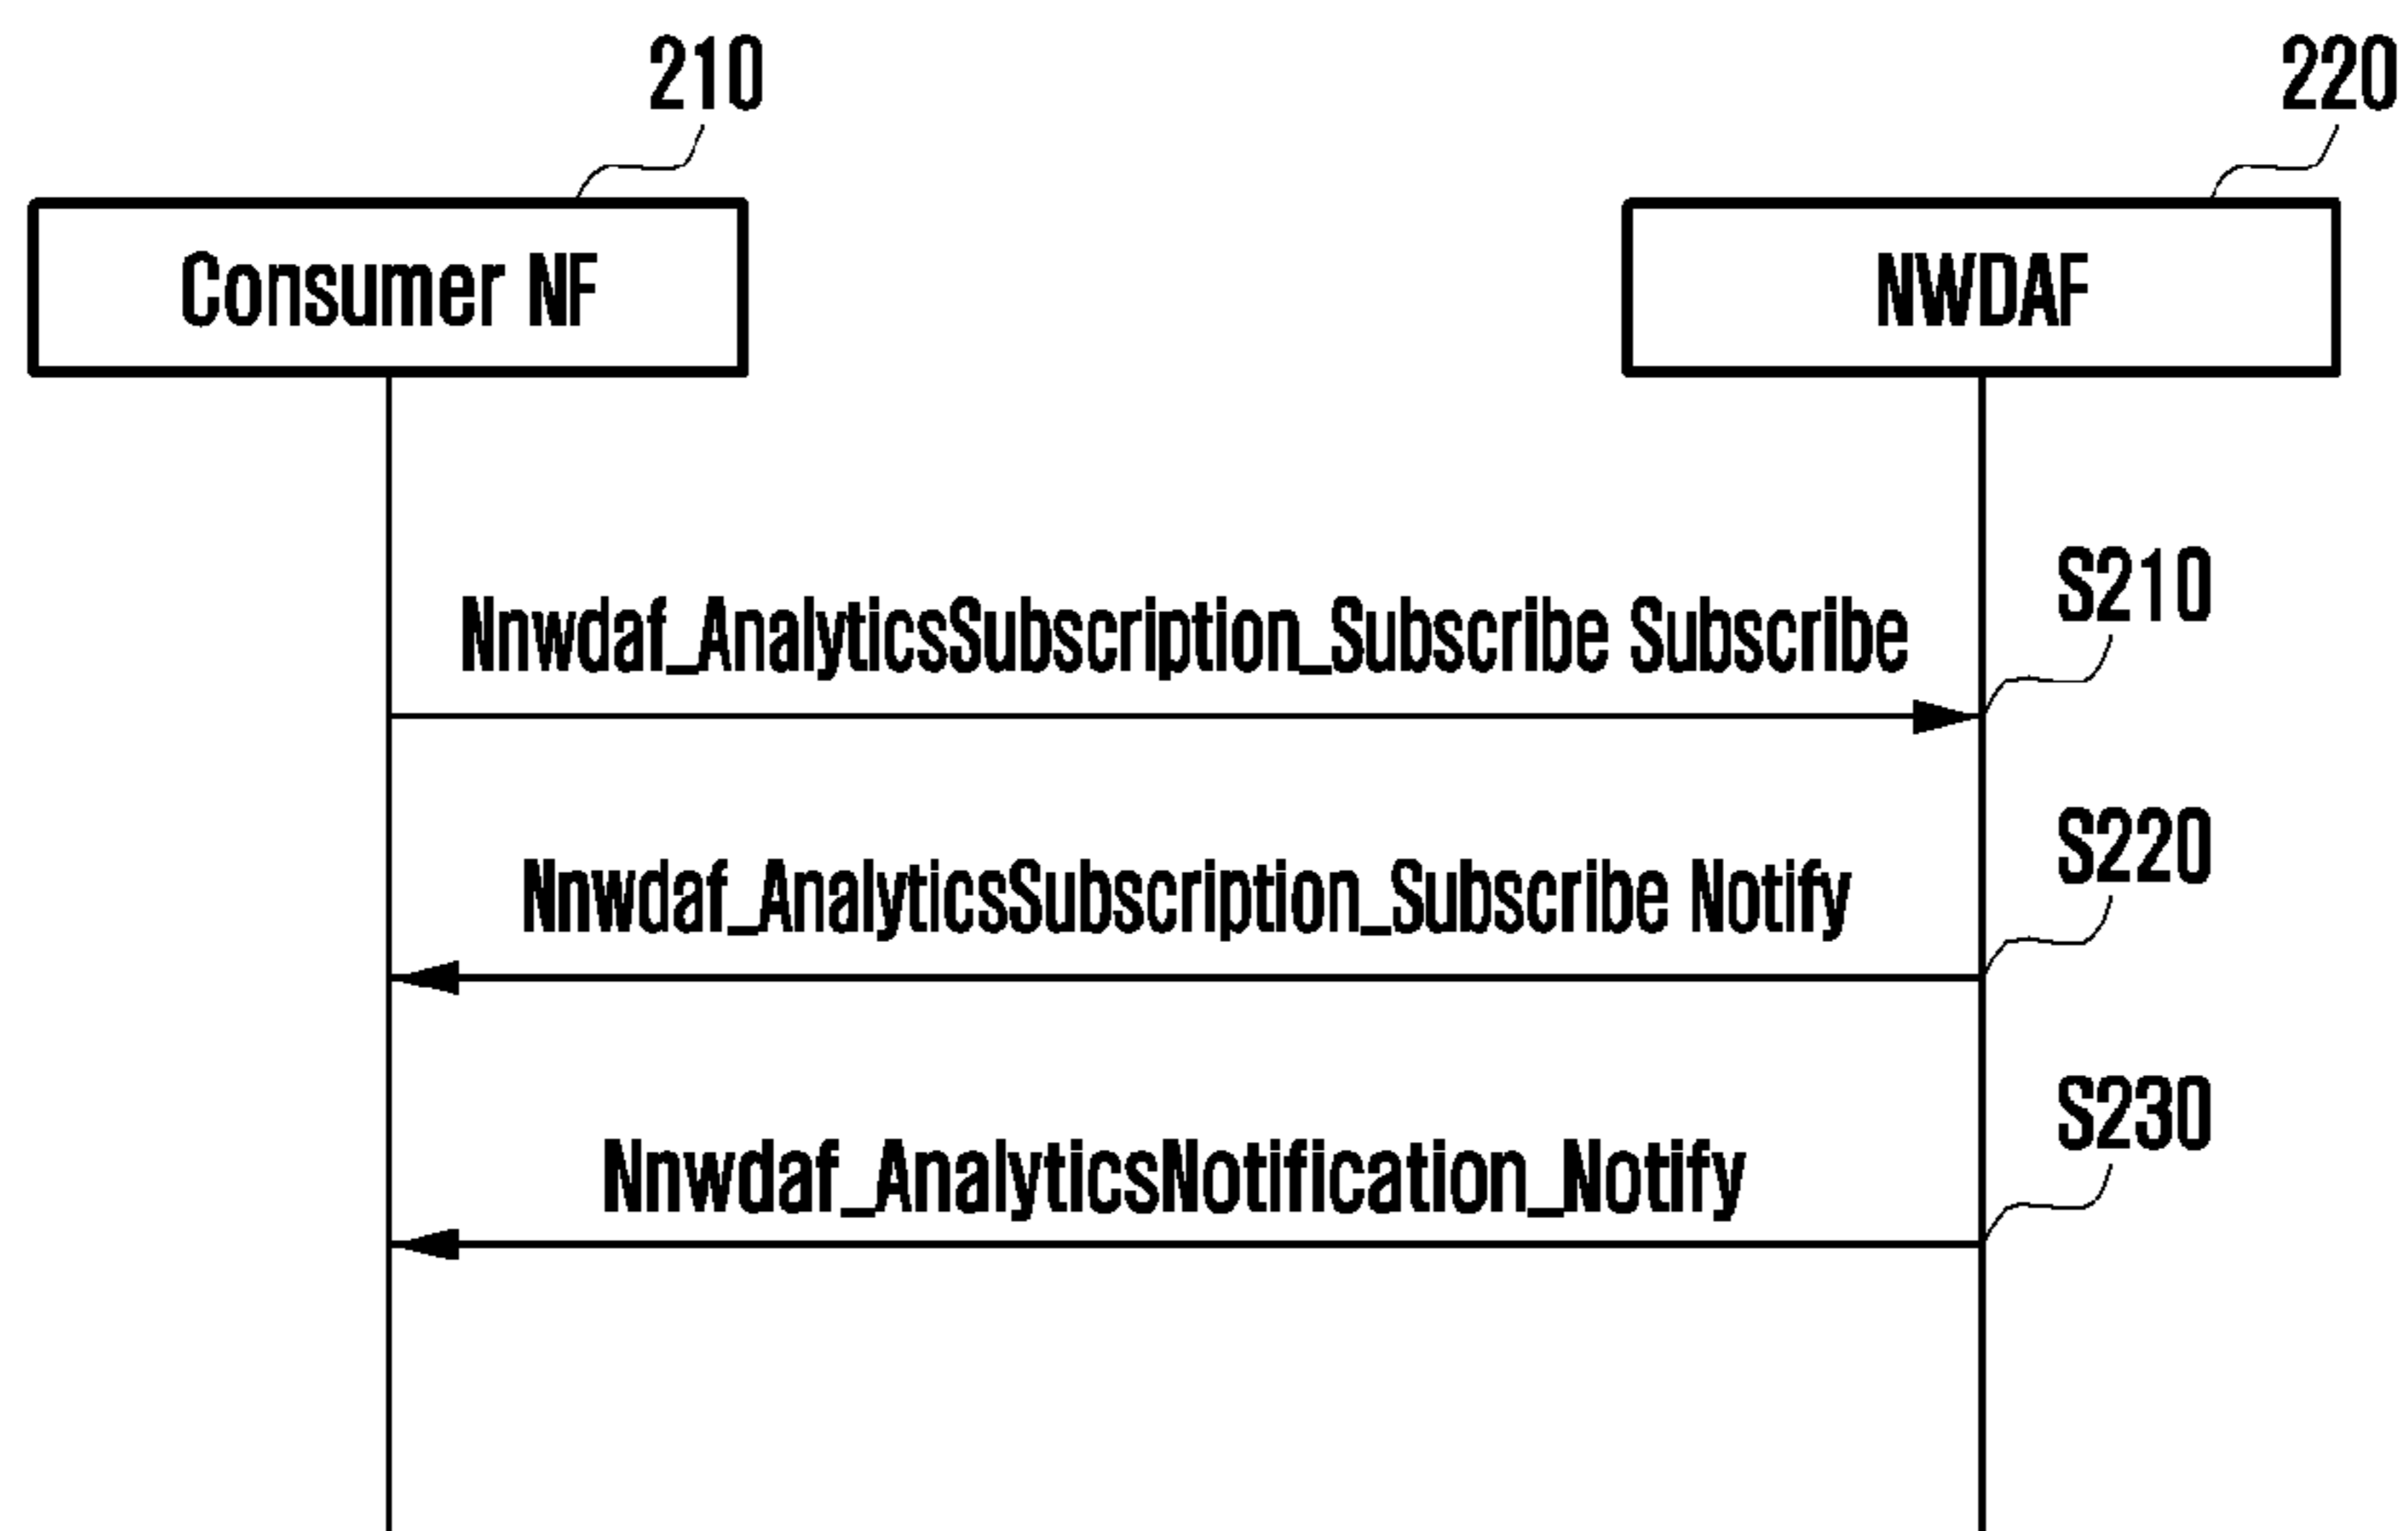 210
220
Consumer NF
NWDAF
S210
Nnwdaf_AnalyticsSubscription_Subscribe Subscribe
S220
Nnwdaf_AnalyticsSubscription_Subscribe Notify
S230
Nnwdaf_AnalyticsNotification_Notify